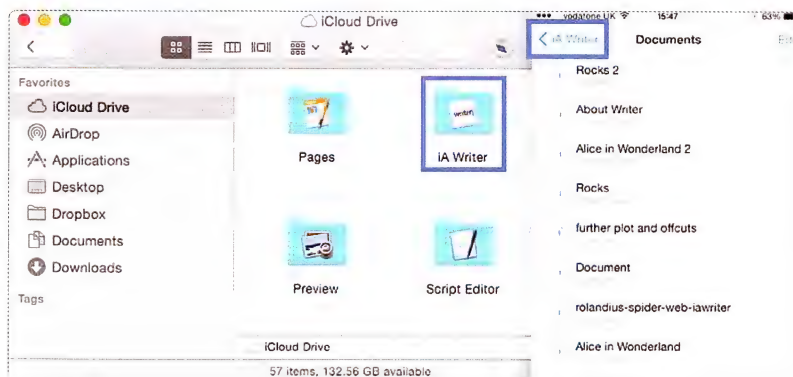 iCloud Drive
Favorites
iCloud Drive
AirDrop
Applications
Desktop
Dropbox
Documents
Downloads
Tags
Pages
iA Writer
Preview
Script Editor
iCloud Drive
57 items, 132.56 GB available
vodafone UK 15:47 63%
iA Writer Documents
Rocks 2
About Writer
Alice in Wonderland 2
Rocks
further plot and offcuts
Document
rolandius-spider-web-iawriter
Alice in Wonderland